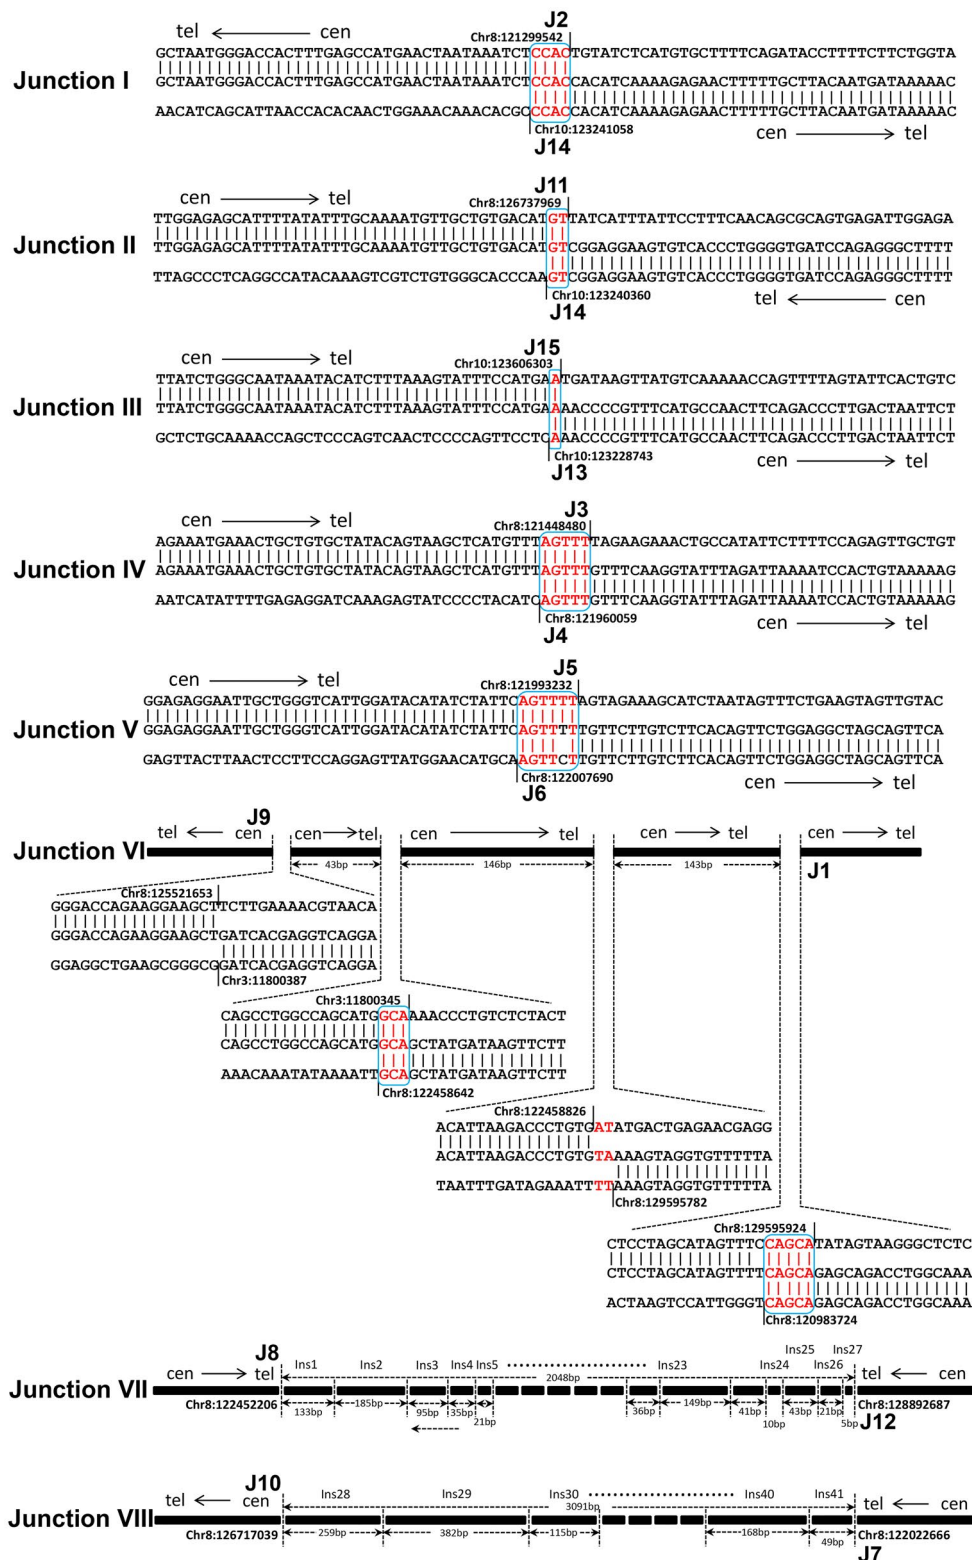 J2
tel cen Chr8:121299542
GCTAATGGGACCACTTTGAGCCATGAACTAATAAATCTCCACTGTATCTCATGTGCTTTTCAGATACCTTTTCTTCTGGTA
Junction I
GCTAATGGGACCACTTTGAGCCATGAACTAATAAATCTCCACCACATCAAAAGAGAACTTTTTGCTTACAATGATAAAAAC
AACATCAGCATTAACCACACAACTGGAAACAAACACGCCCACCACATCAAAAGAGAACTTTTTGCTTACAATGATAAAAAC
Chr10:123241058 cen tel
J14
J11
cen tel Chr8:126737969
TTGGAGAGCATTTTATATTTGCAAAATGTTGCTGTGACATGTTATCATTTATTCCTTTCAACAGCGCAGTGAGATTGGAGA
Junction II
TTGGAGAGCATTTTATATTTGCAAAATGTTGCTGTGACATGTCGGAGGAAGTGTCACCCTGGGGTGATCCAGAGGGCTTTT
TTAGCCCTCAGGCCATACAAAGTCGTCTGTGGGCACCCAAGTCGGAGGAAGTGTCACCCTGGGGTGATCCAGAGGGCTTTT
Chr10:123240360 tel cen
J14
J15
cen tel Chr10:123606303
TTATCTGGGCAATAAATACATCTTTAAAGTATTTCCATGAATGATAAGTTATGTCAAAAACCAGTTTTAGTATTCACTGTC
Junction III
TTATCTGGGCAATAAATACATCTTTAAAGTATTTCCATGAAAACCCCGTTTCATGCCAACTTCAGACCCTTGACTAATTCT
GCTCTGCAAAACCAGCTCCCAGTCAACTCCCCAGTTCCTCAAACCCCGTTTCATGCCAACTTCAGACCCTTGACTAATTCT
Chr10:123228743 cen tel
J13
J3
cen tel Chr8:121448480
AGAAATGAAACTGCTGTGCTATACAGTAAGCTCATGTTTAGTTTTAGAAGAAACTGCCATATTCTTTTCCAGAGTTGCTGT
Junction IV
AGAAATGAAACTGCTGTGCTATACAGTAAGCTCATGTTTAGTTTGTTTCAAGGTATTTAGATTAAAATCCACTGTAAAAAG
AATCATATTTTGAGAGGATCAAAGAGTATCCCCTACATCAGTTTGTTTCAAGGTATTTAGATTAAAATCCACTGTAAAAAG
Chr8:121960059 cen tel
J4
J5
cen tel Chr8:121993232
GGAGAGGAATTGCTGGGTCATTGGATACATATCTATTCAGTTTTAGTAGAAAGCATCTAATAGTTTCTGAAGTAGTTGTAC
Junction V
GGAGAGGAATTGCTGGGTCATTGGATACATATCTATTCAGTTTTTGTTCTTGTCTTCACAGTTCTGGAGGCTAGCAGTTCA
GAGTTACTTAACTCCTTCCAGGAGTTATGGAACATGCAAGTTCTTGTTCTTGTCTTCACAGTTCTGGAGGCTAGCAGTTCA
Chr8:122007690 cen tel
J6
J9
tel cen cen tel cen tel cen tel cen tel
Junction VI
43bp 146bp 143bp J1
Chr8:125521653
GGGACCAGAAGGAAGCTTCTTGAAAACGTAACA
GGGACCAGAAGGAAGCTGATCACGAGGTCAGGA
GGAGGCTGAAGCGGGCGGATCACGAGGTCAGGA
Chr3:11800387
Chr3:11800345
CAGCCTGGCCAGCATGGCAAAACCCTGTCTCTACT
CAGCCTGGCCAGCATGGCAGCTATGATAAGTTCTT
AAACAAATATAAAATTGCAGCTATGATAAGTTCTT
Chr8:122458642
Chr8:122458826
ACATTAAGACCCTGTGATATGACTGAGAACGAGG
ACATTAAGACCCTGTGTAAAAGTAGGTGTTTTTA
TAATTTGATAGAAATTTTAAAGTAGGTGTTTTTA
Chr8:129595782
Chr8:129595924
CTCCTAGCATAGTTTCCAGCATATAGTAAGGGCTCTC
CTCCTAGCATAGTTTTCAGCAGAGCAGACCTGGCAAA
ACTAAGTCCATTGGGTCAGCAGAGCAGACCTGGCAAA
Chr8:120983724
J8 Ins1 Ins2 Ins3 Ins4 Ins5 Ins23 Ins24 Ins25 Ins26 Ins27
cen tel 2048bp tel cen
Junction VII
Chr8:122452206 133bp 185bp 95bp 35bp 21bp 36bp 149bp 41bp 10bp 43bp 21bp 5bp Chr8:128892687
J12
J10 Ins28 Ins29 Ins30 Ins40 Ins41
tel cen 3091bp tel cen
Junction VIII
Chr8:126717039 259bp 382bp 115bp 168bp 49bp Chr8:122022666
J7